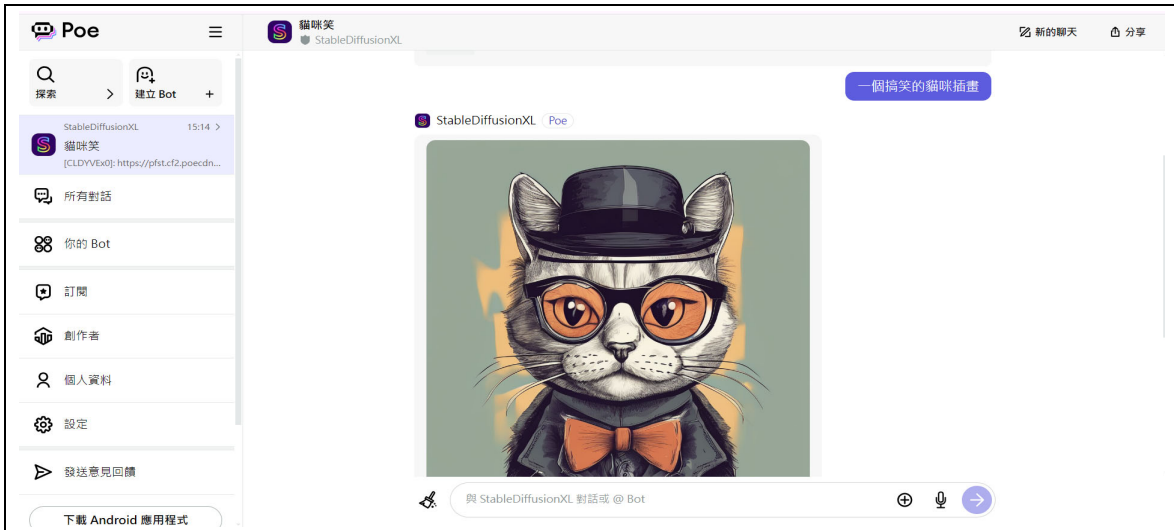 Poe
探索
建立 Bot
StableDiffusionXL 15:14
貓咪笑
[CLDYVEx0]: https://pfst.cf2.poecdn...
所有對話
你的 Bot
訂閱
創作者
個人資料
設定
發送意見回饋
下載 Android 應用程式
貓咪笑
StableDiffusionXL
新的聊天
分享
一個搞笑的貓咪插畫
StableDiffusionXL Poe
與 StableDiffusionXL 對話或 @ Bot